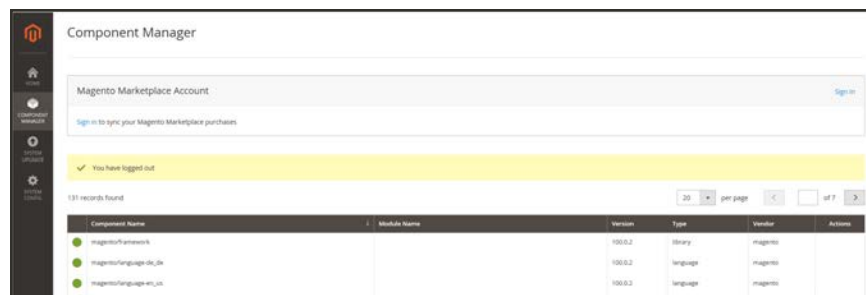 Component Manager
HOME
Magento Marketplace Account
Sign in
COMPONENT
MANAGER
Sign in to sync your Magento Marketplace purchases
SYSTEM
UPGRADE
You have logged out
SYSTEM
CONFIG
131 records found
20 per page
of 7
Component Name Module Name Version Type Vendor Actions
magento/framework 100.0.2 library magento
magento/language-de_de 100.0.2 language magento
magento/language-en_us 100.0.2 language magento